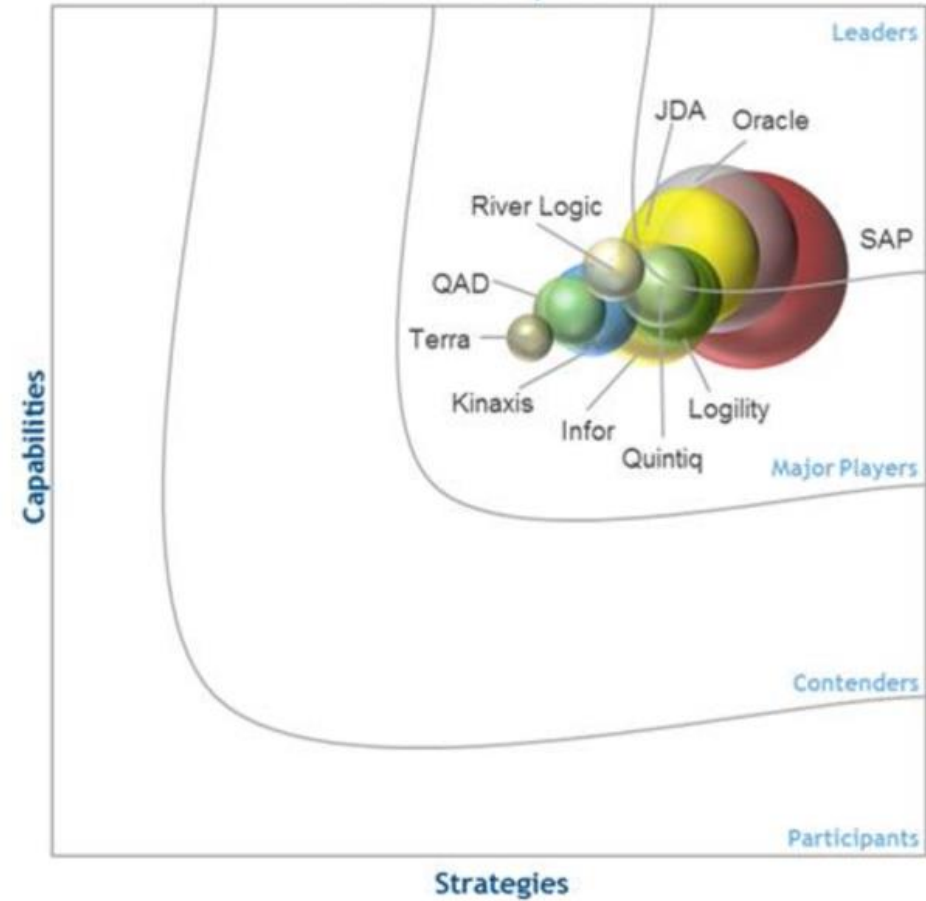 Leaders
JDA
Oracle
River Logic
SAP
QAD
Terra
Kinaxis
Logility
Infor
Quintiq
Major Players
Capabilities
Contenders
Participants
Strategies